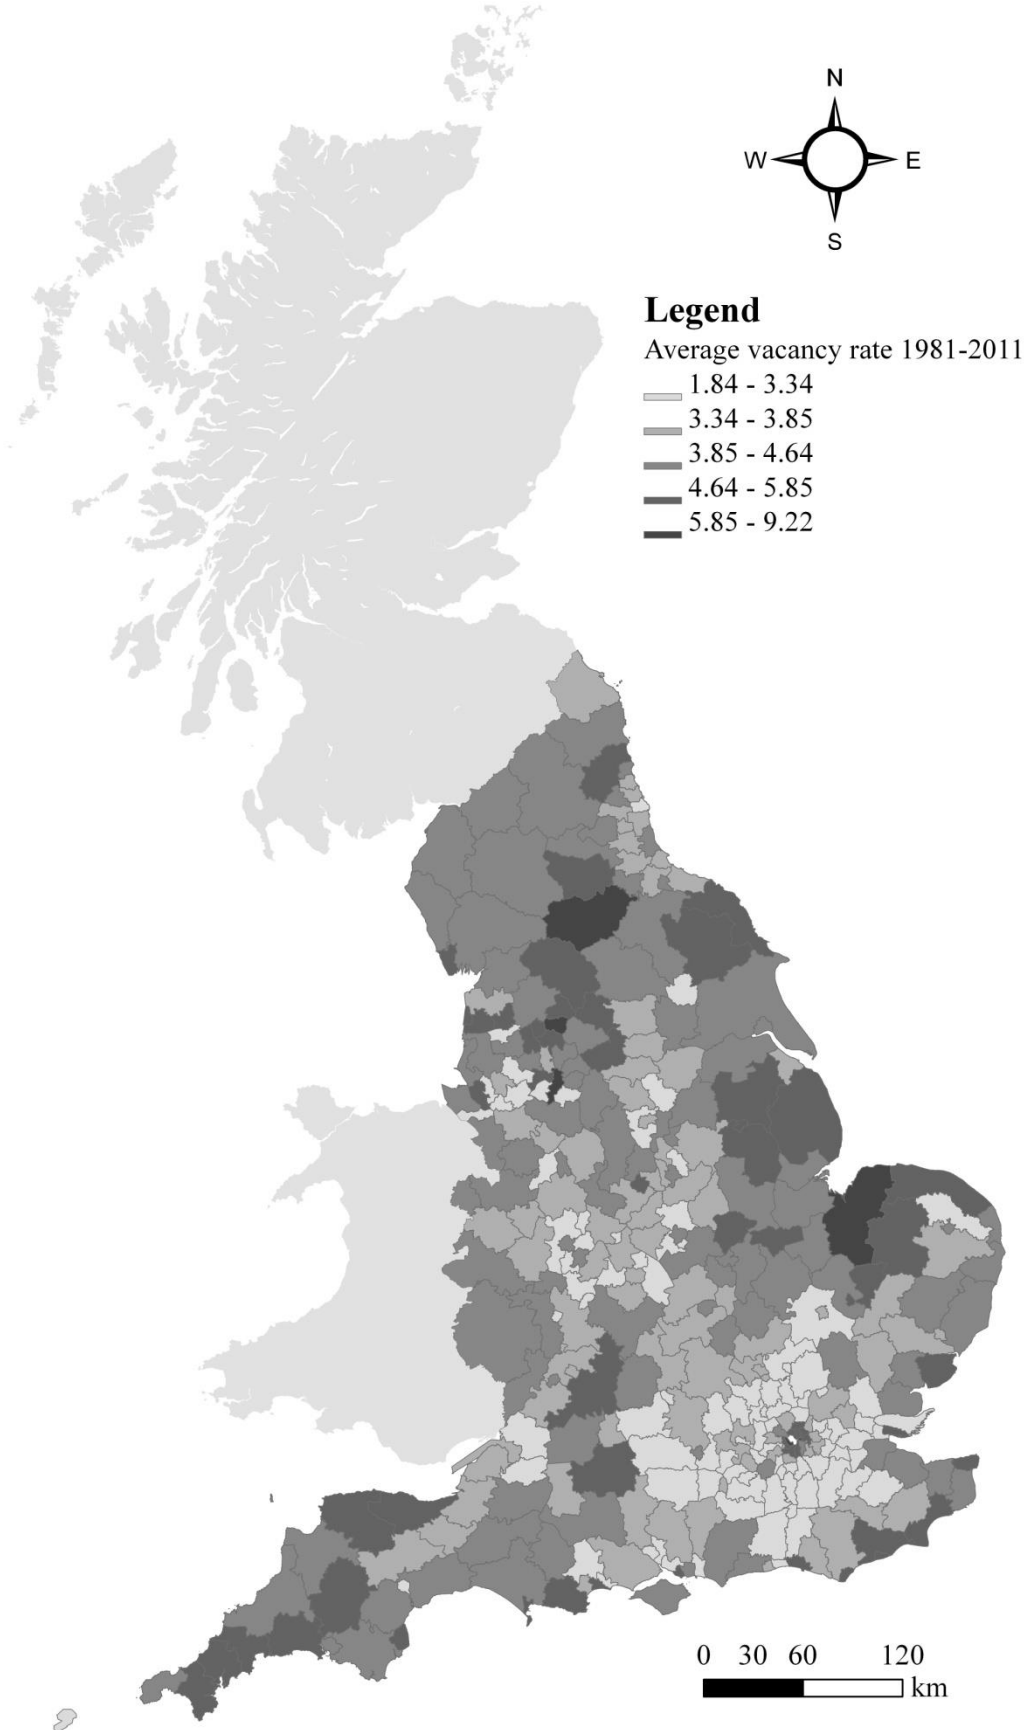 N
W E
S
Legend
Average vacancy rate 1981-2011
1.84 - 3.34
3.34 - 3.85
3.85 - 4.64
4.64 - 5.85
5.85 - 9.22
0 30 60 120
km